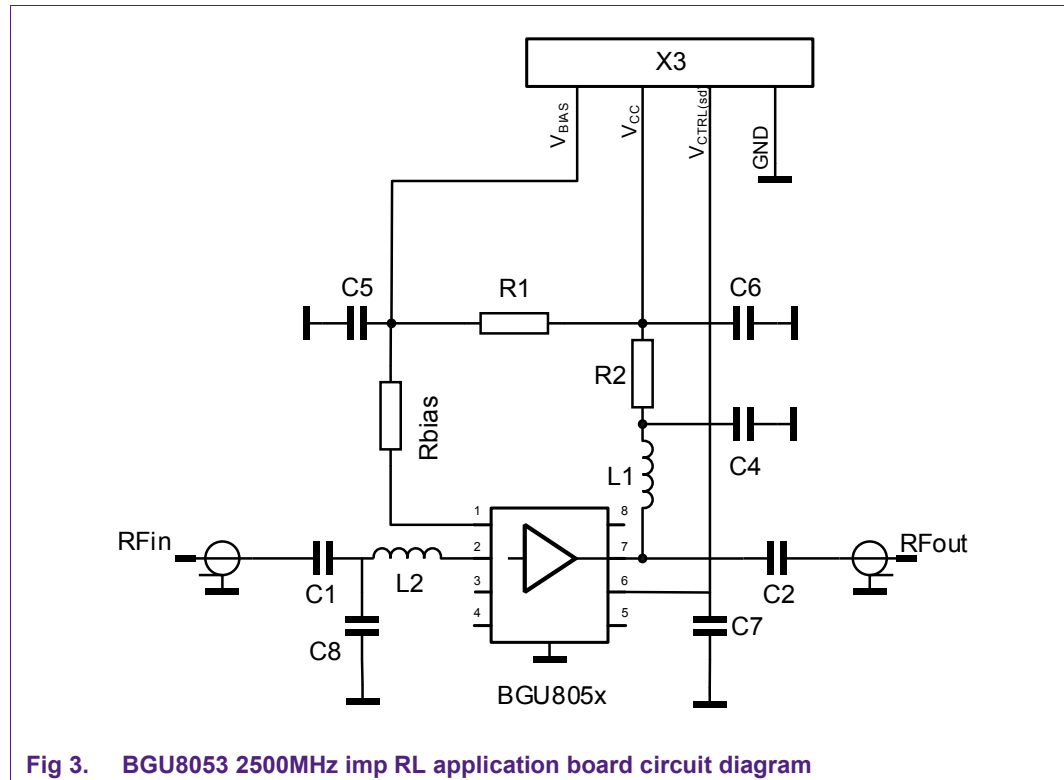 X3
VBIAS
VCC
VCTRL(sd)
GND
C5
R1
C6
R2
Rbias
C4
L1
1
8
RFin
2
7
RFout
C1
L2
3
6
C2
4
5
C7
C8
BGU805x
Fig 3. BGU8053 2500MHz imp RL application board circuit diagram